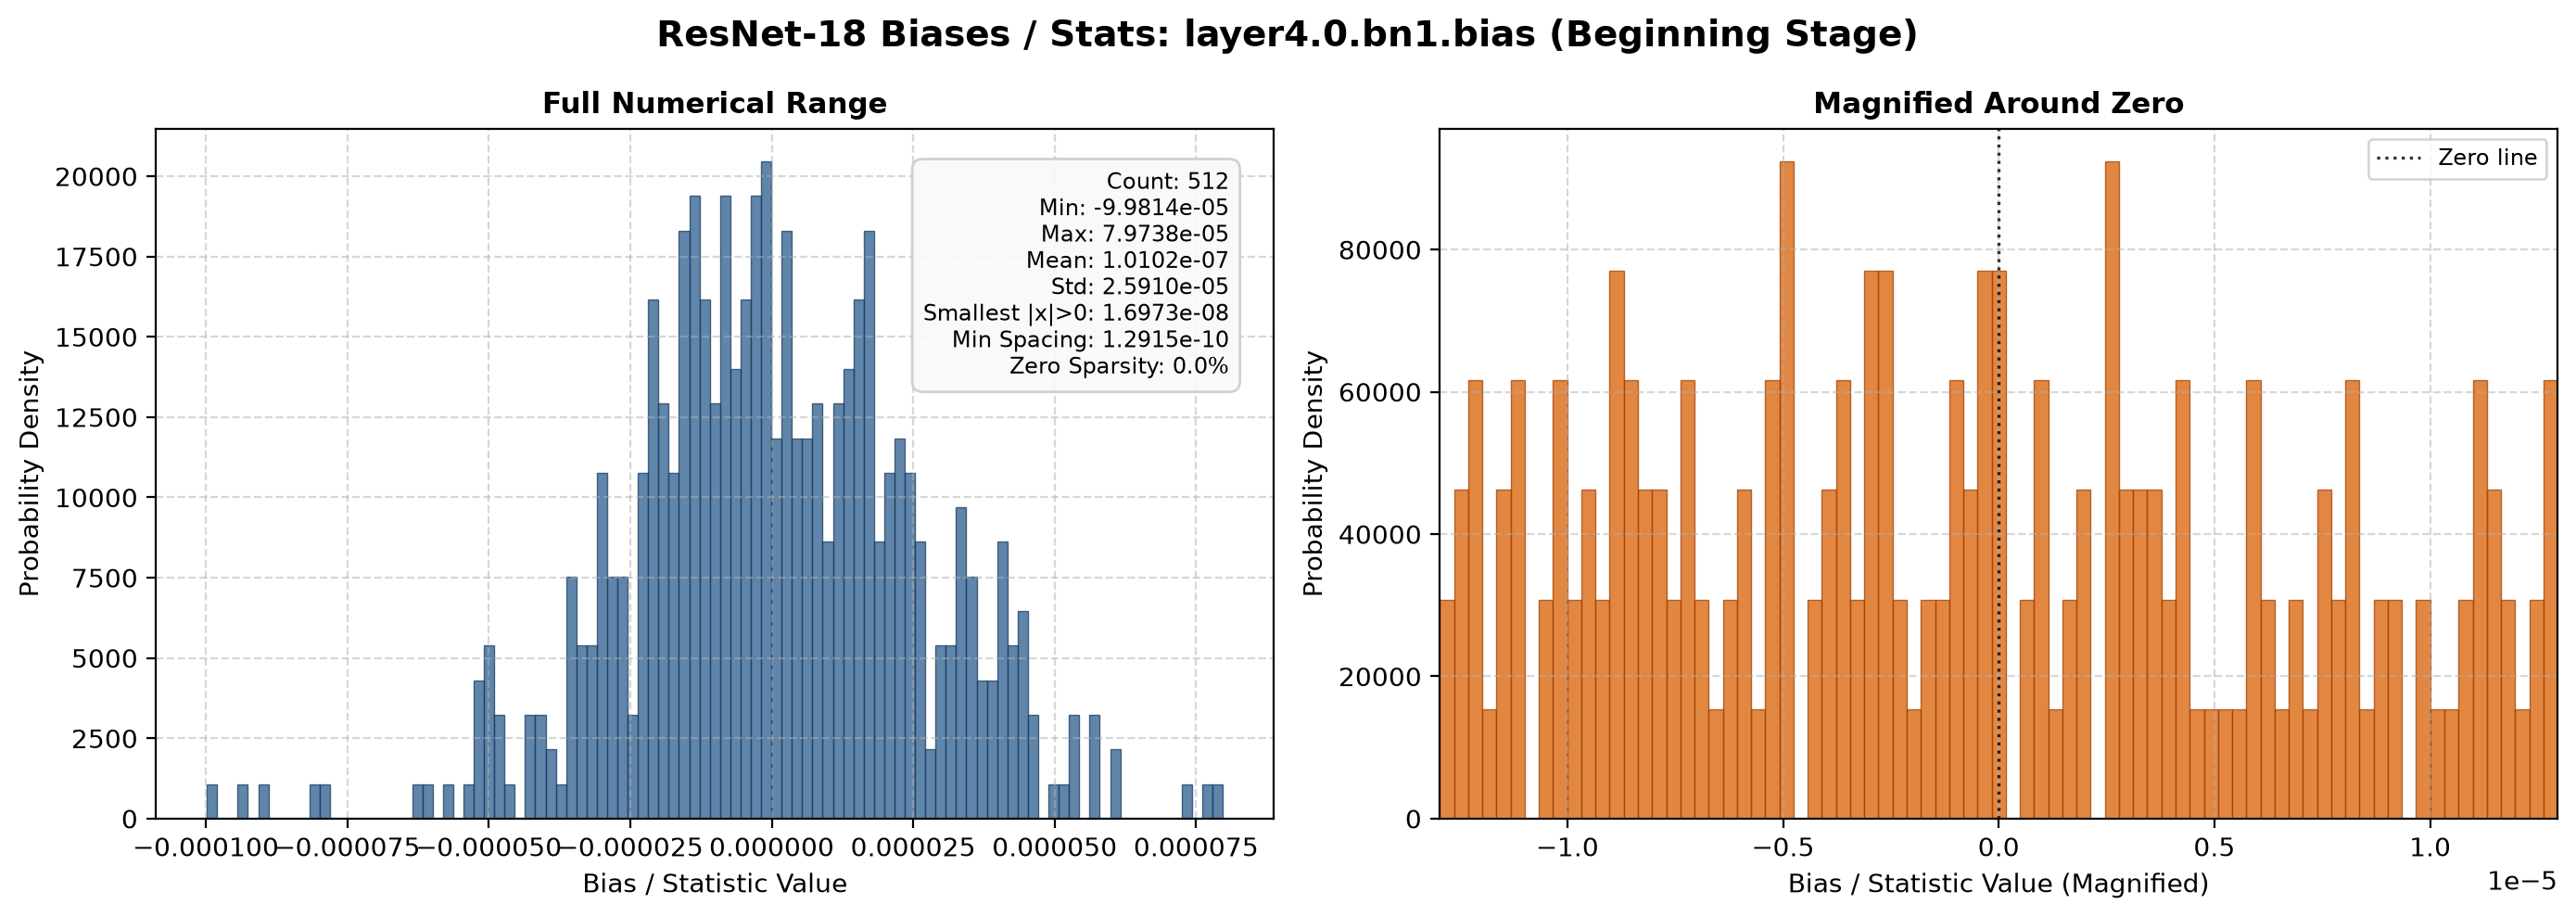 ResNet-18 Biases / Stats: layer4.0.bn1.bias (Beginning Stage)
Full Numerical Range
Probability Density
20000
17500
15000
12500
10000
7500
5000
2500
0
Count: 512
Min: -9.9814e-05
Max: 7.9738e-05
Mean: 1.0102e-07
Std: 2.5910e-05
Smallest |x|>0: 1.6973e-08
Min Spacing: 1.2915e-10
Zero Sparsity: 0.0%
−0.000100 −0.000075 −0.000050 −0.000025 0.000000 0.000025 0.000050 0.000075
Bias / Statistic Value
Magnified Around Zero
Probability Density
80000
60000
40000
20000
0
Zero line
−1.0 −0.5 0.0 0.5 1.0
1e−5
Bias / Statistic Value (Magnified)